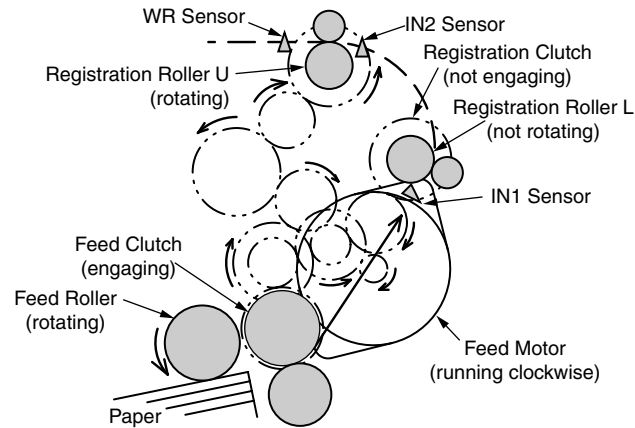 WR Sensor
IN2 Sensor
Registration Clutch
(not engaging)
Registration Roller U
(rotating)
Registration Roller L
(not rotating)
IN1 Sensor
Feed Clutch
(engaging)
Feed Roller
(rotating)
Feed Motor
(running clockwise)
Paper